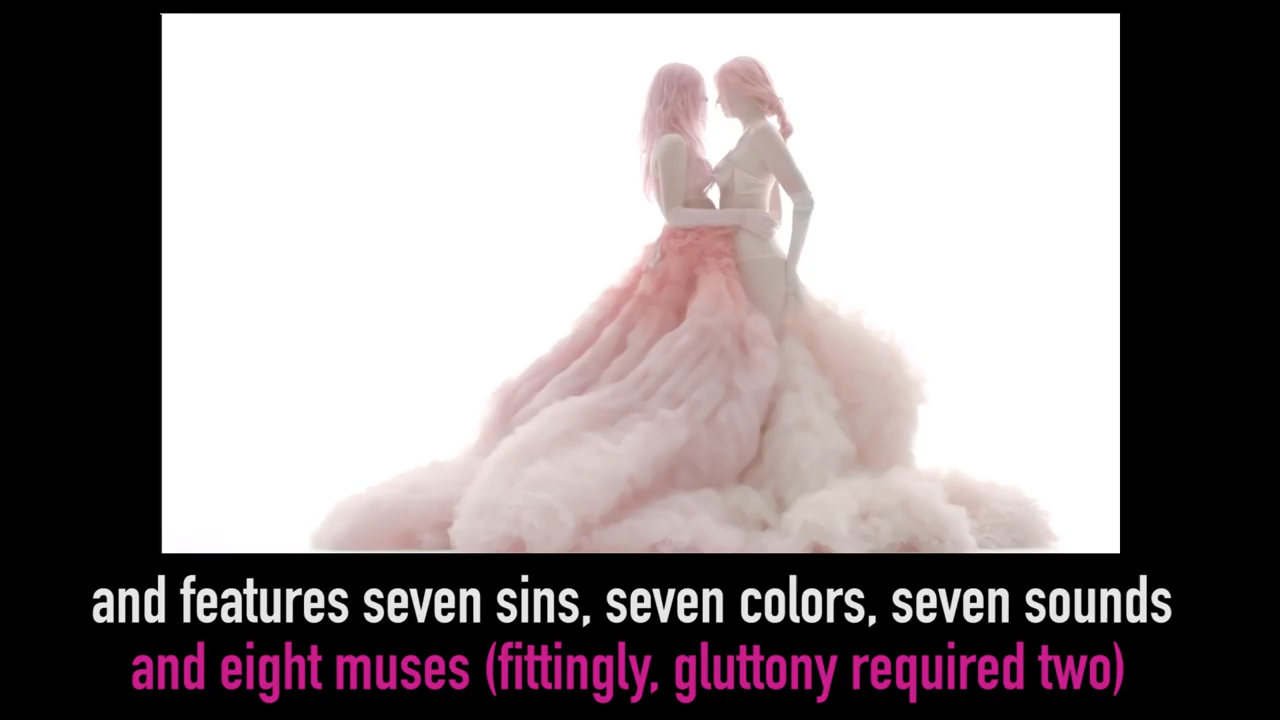 and features seven sins, seven colors, seven sounds
and eight muses (fittingly, gluttony required two)